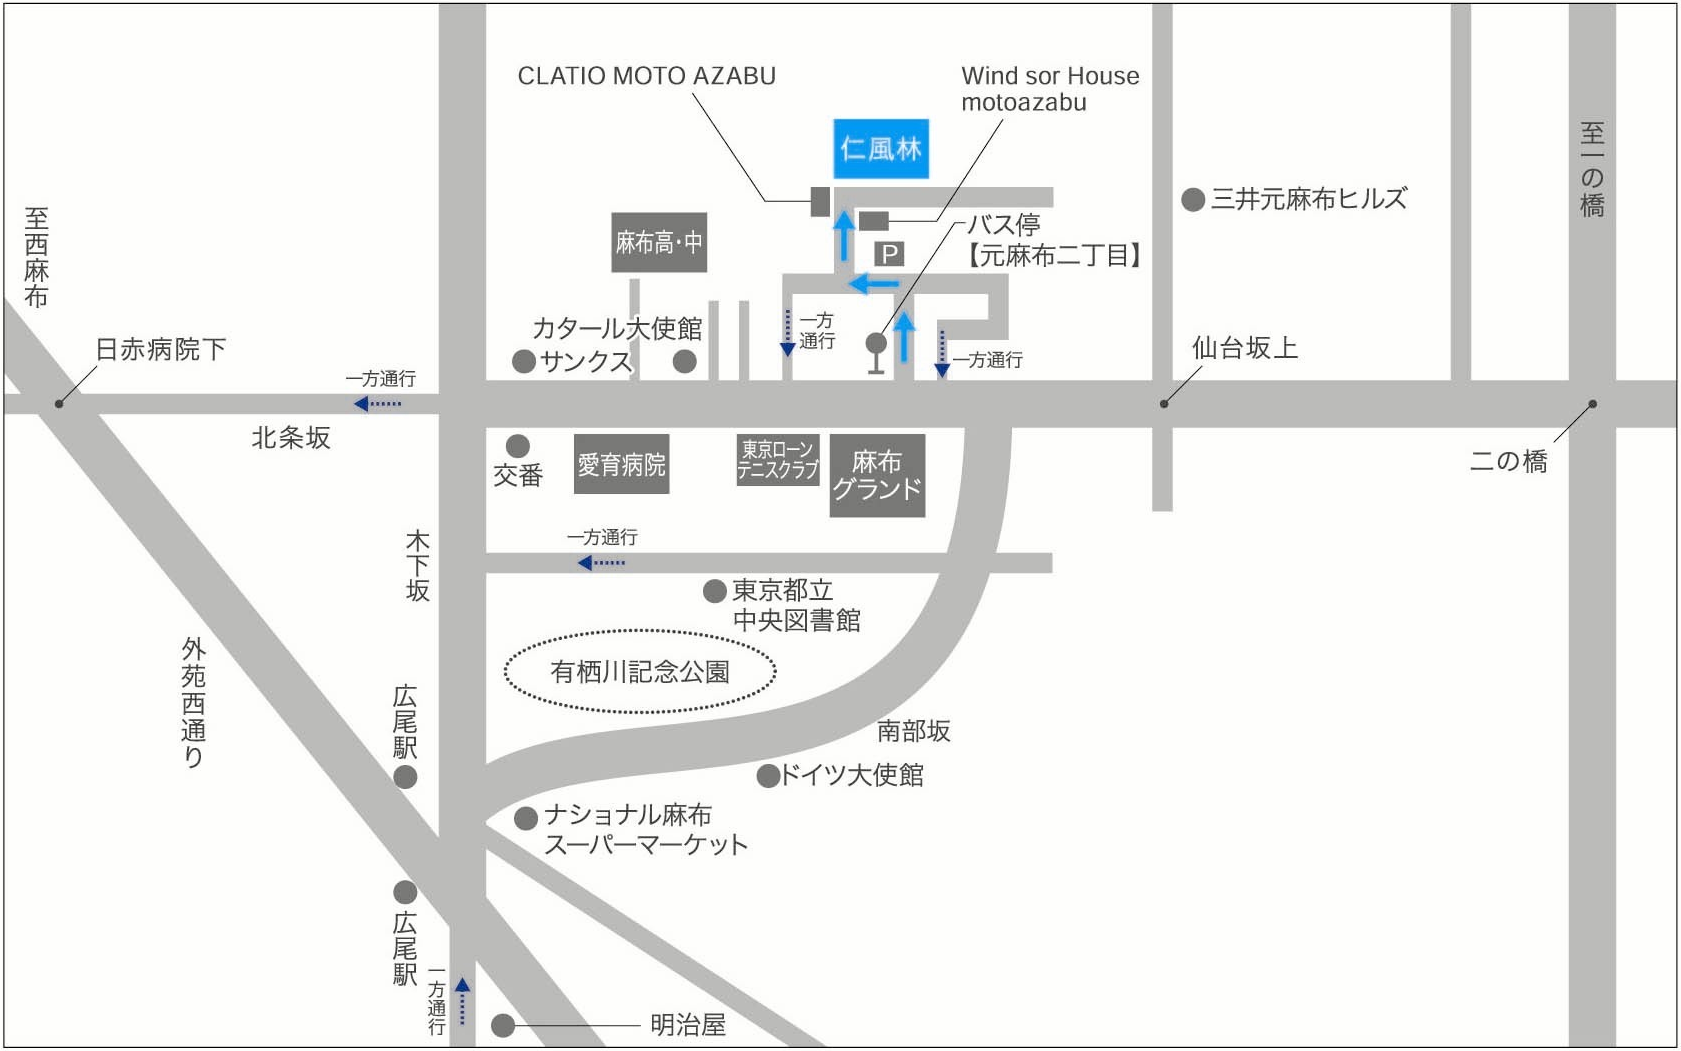 CLATIO MOTO AZABU
Wind sor House
motoazabu
仁風林
至一の橋
三井元麻布ヒルズ
至西麻布
麻布高・中
P
バス停
【元麻布二丁目】
カタール大使館
サンクス
一方
通行
一方通行
仙台坂上
日赤病院下
一方通行
北条坂
交番
愛育病院
東京ローン
テニスクラブ
麻布
グランド
二の橋
木下坂
一方通行
東京都立
中央図書館
有栖川記念公園
外苑西通り
広尾駅
南部坂
ドイツ大使館
ナショナル麻布
スーパーマーケット
広尾駅
一方通行
明治屋